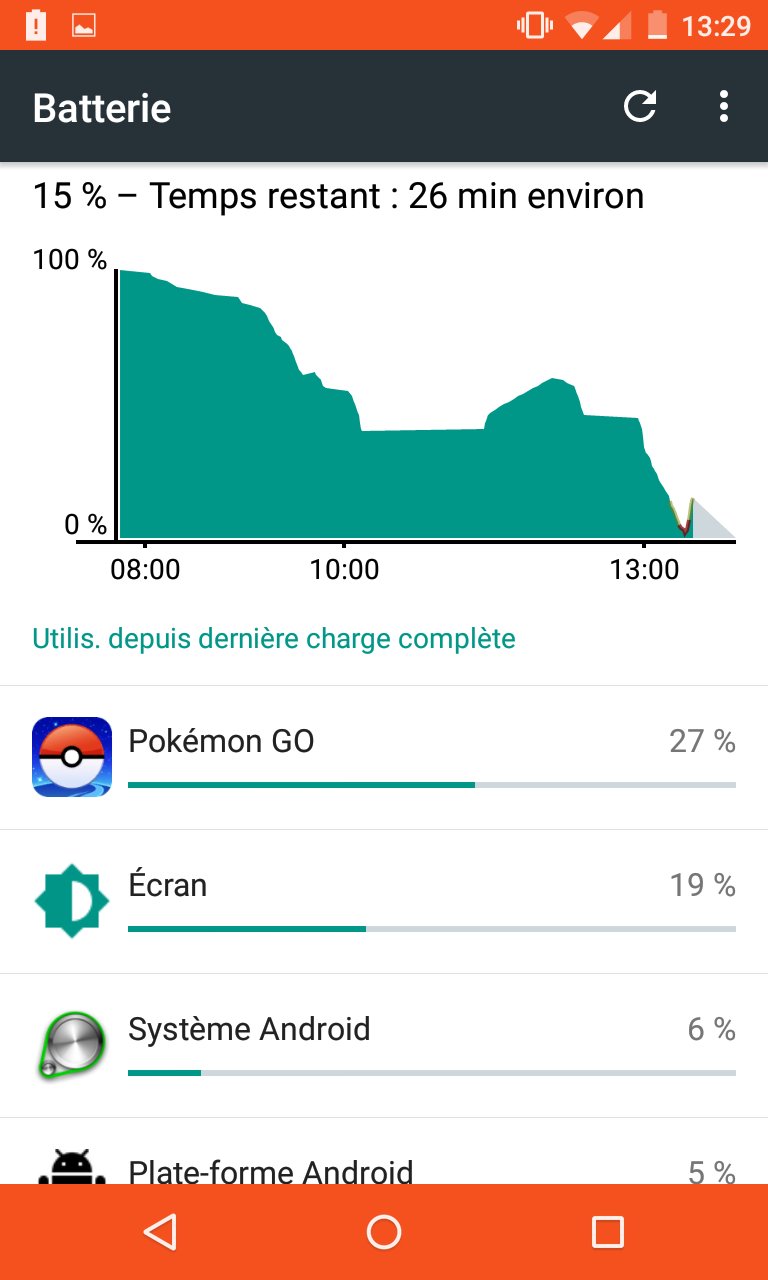 13:29
Batterie
15 % – Temps restant : 26 min environ
100 %
0 %
08:00 10:00 13:00
Utilis. depuis dernière charge complète
Pokémon GO 27 %
Écran 19 %
Système Android 6 %
Plate-forme Android 5 %